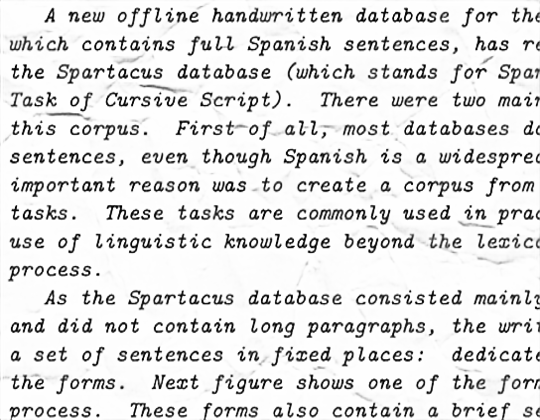 A new offline handwritten database for the
which contains full Spanish sentences, has re
the Spartacus database (which stands for Spar
Task of Cursive Script). There were two main
this corpus. First of all, most databases do
sentences, even though Spanish is a widespread
important reason was to create a corpus from
tasks. These tasks are commonly used in prac
use of linguistic knowledge beyond the lexico
process.
As the Spartacus database consisted mainly
and did not contain long paragraphs, the writ
a set of sentences in fixed places: dedicate
the forms. Next figure shows one of the form
process. These forms also contain a brief se